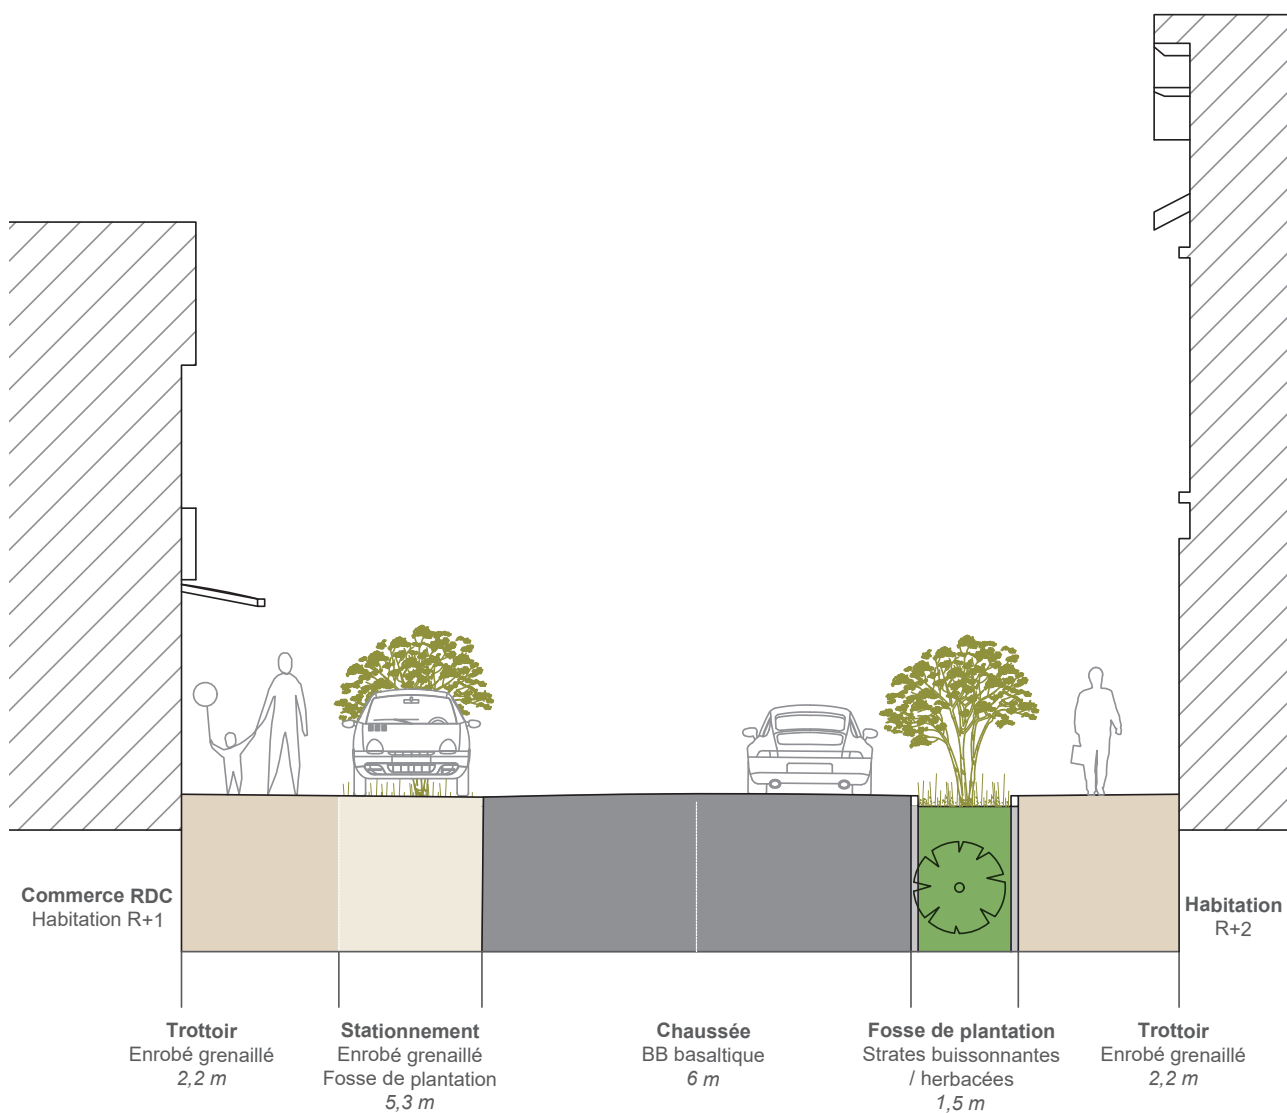 Commerce RDC
Habitation R+1
Habitation
R+2
Trottoir
Enrobé grenaillé
2,2 m
Stationnement
Enrobé grenaillé
Fosse de plantation
5,3 m
Chaussée
BB basaltique
6 m
Fosse de plantation
Strates buissonnantes
/ herbacées
1,5 m
Trottoir
Enrobé grenaillé
2,2 m